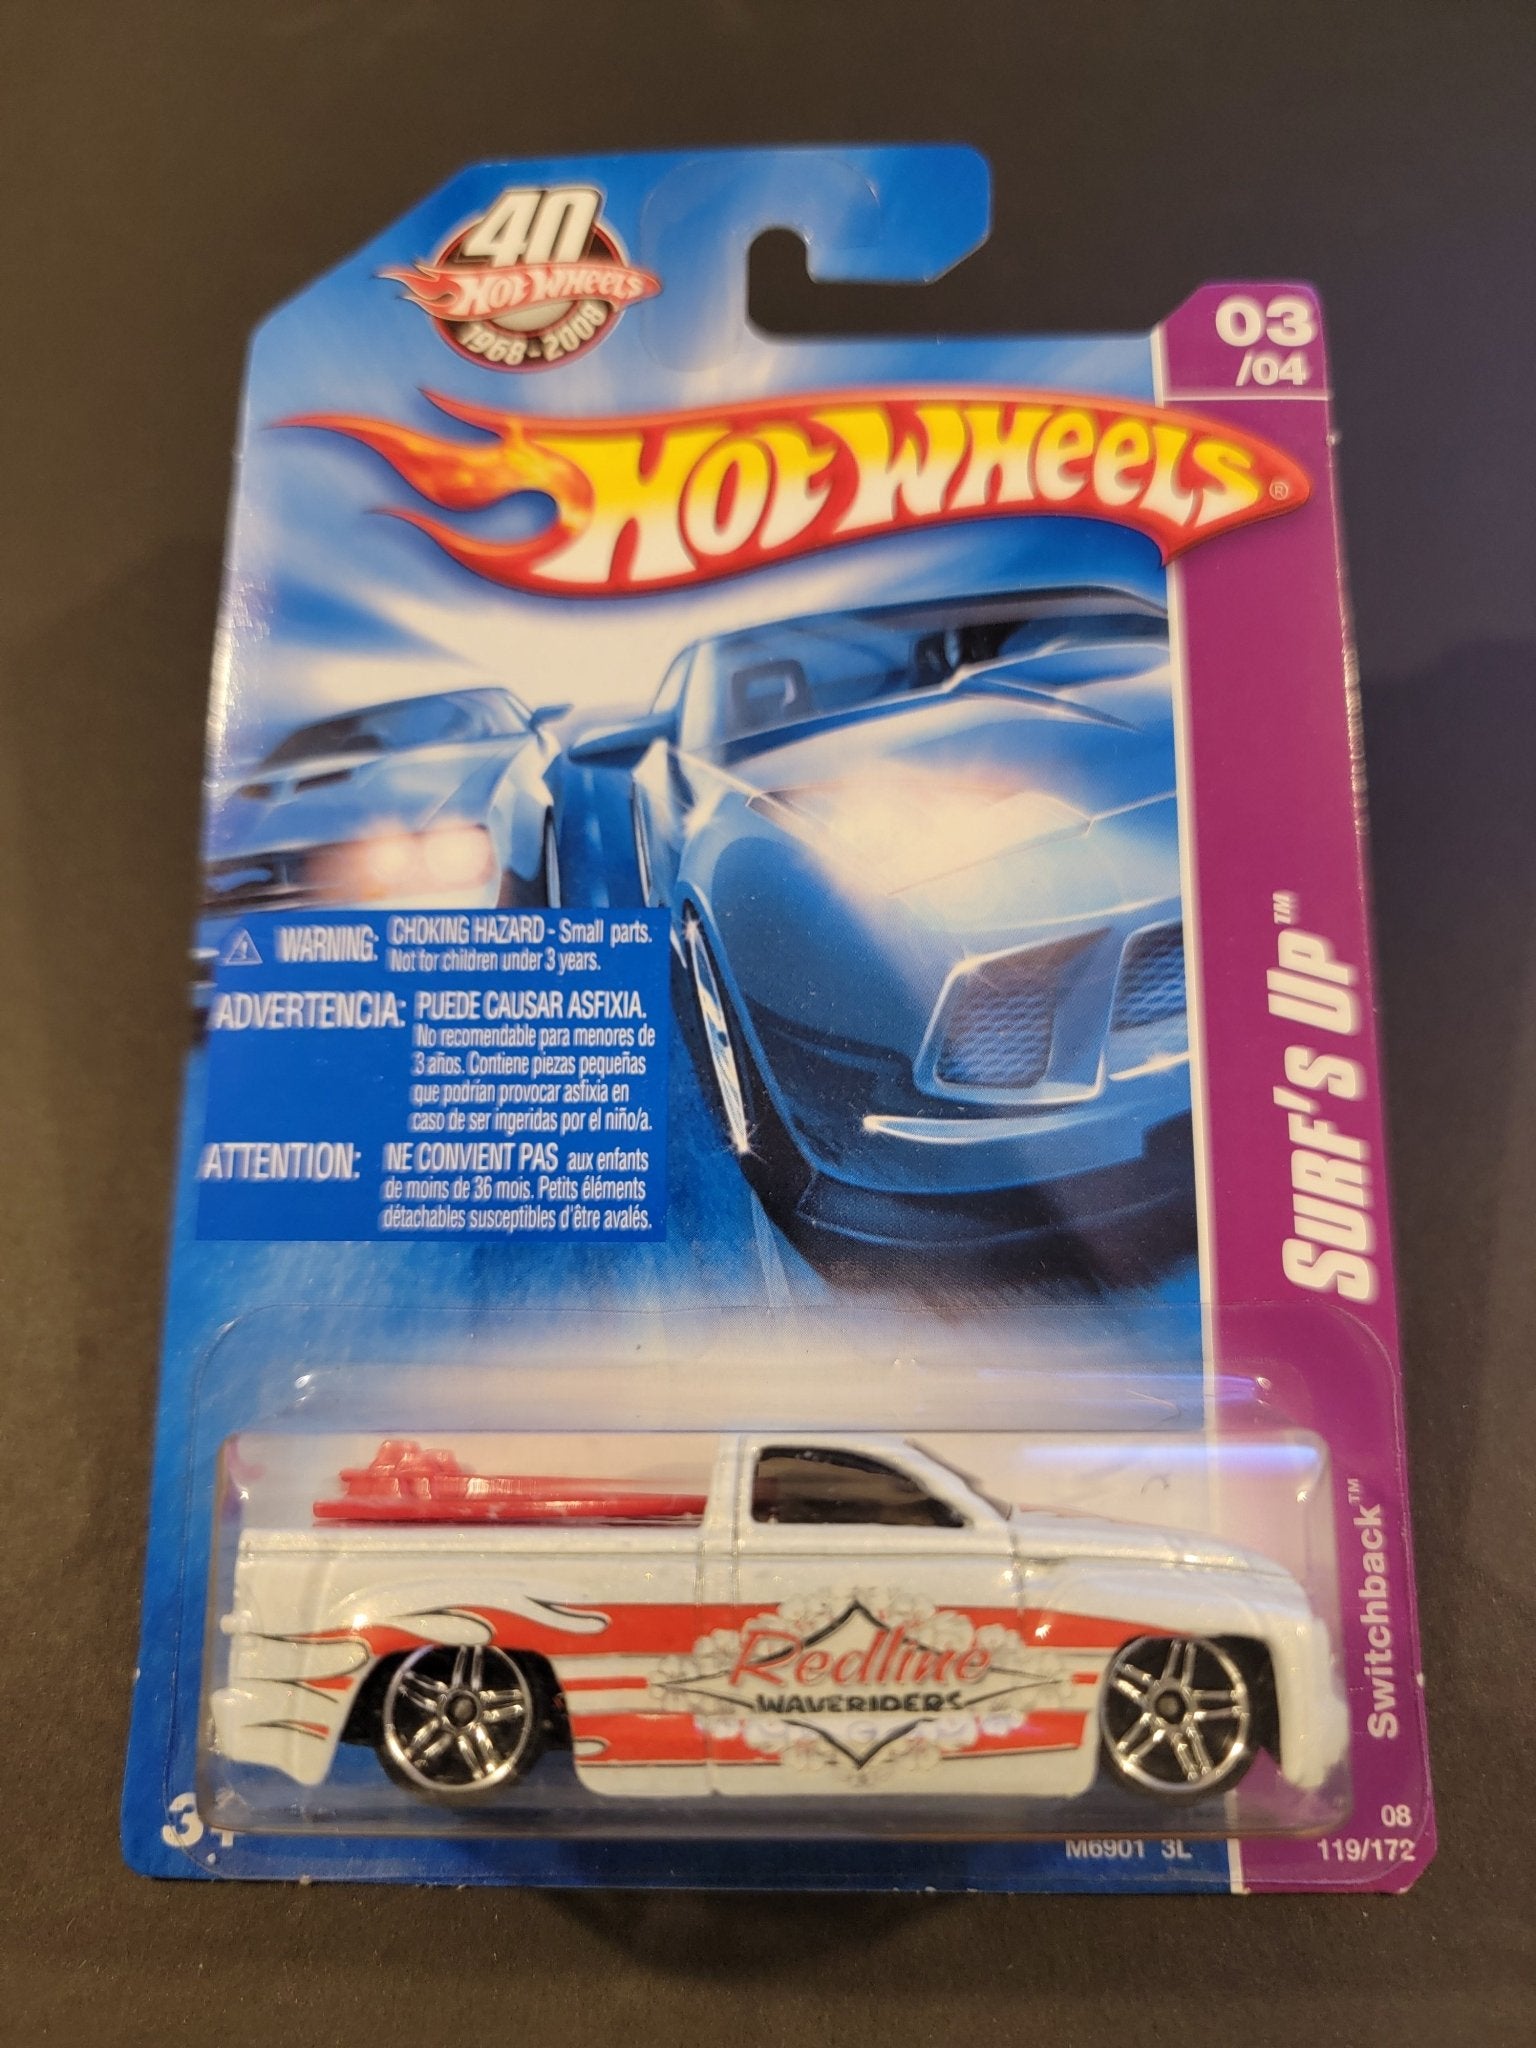 40
Hot Wheels
1968-2008
03
/04
Hot Wheels®
WARNING: CHOKING HAZARD - Small parts.
Not for children under 3 years.
ADVERTENCIA: PUEDE CAUSAR ASFIXIA.
No recomendable para menores de
3 años. Contiene piezas pequeñas
que podrían provocar asfixia en
caso de ser ingeridas por el niño/a.
ATTENTION: NE CONVIENT PAS aux enfants
de moins de 36 mois. Petits éléments
détachables susceptibles d'être avalés.
Surf's Up™
Switchback™
Redline
WAVERIDERS
3+
M6901 3L
08
119/172